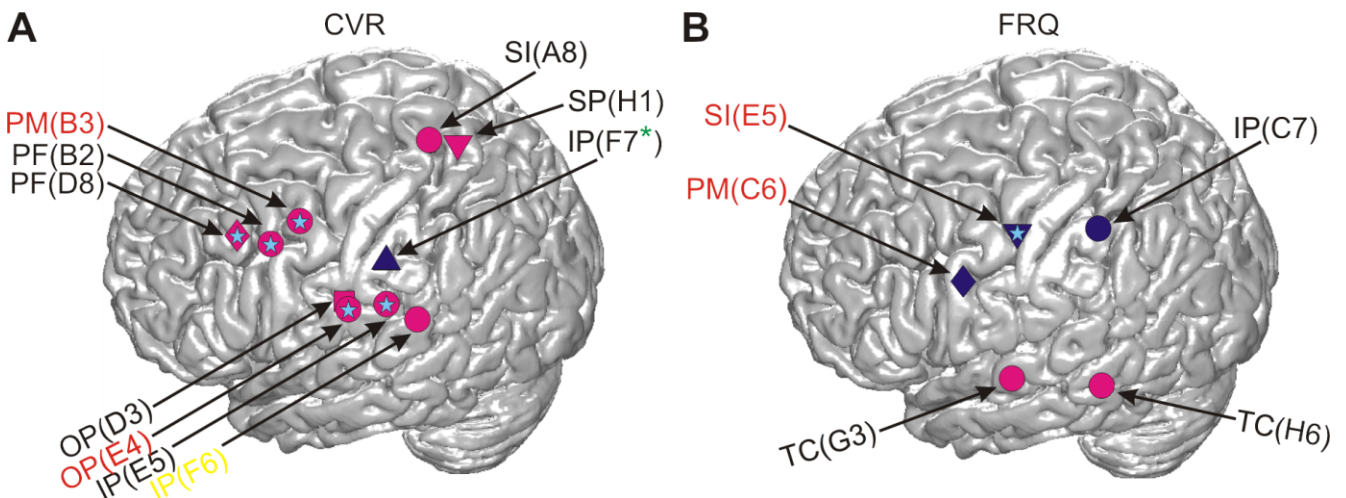 A
CVR
SI(A8)
SP(H1)
IP(F7*)
PM(B3)
PF(B2)
PF(D8)
OP(D3)
OP(E4)
IP(E5)
IP(F6)
B
FRQ
SI(E5)
PM(C6)
IP(C7)
TC(G3)
TC(H6)